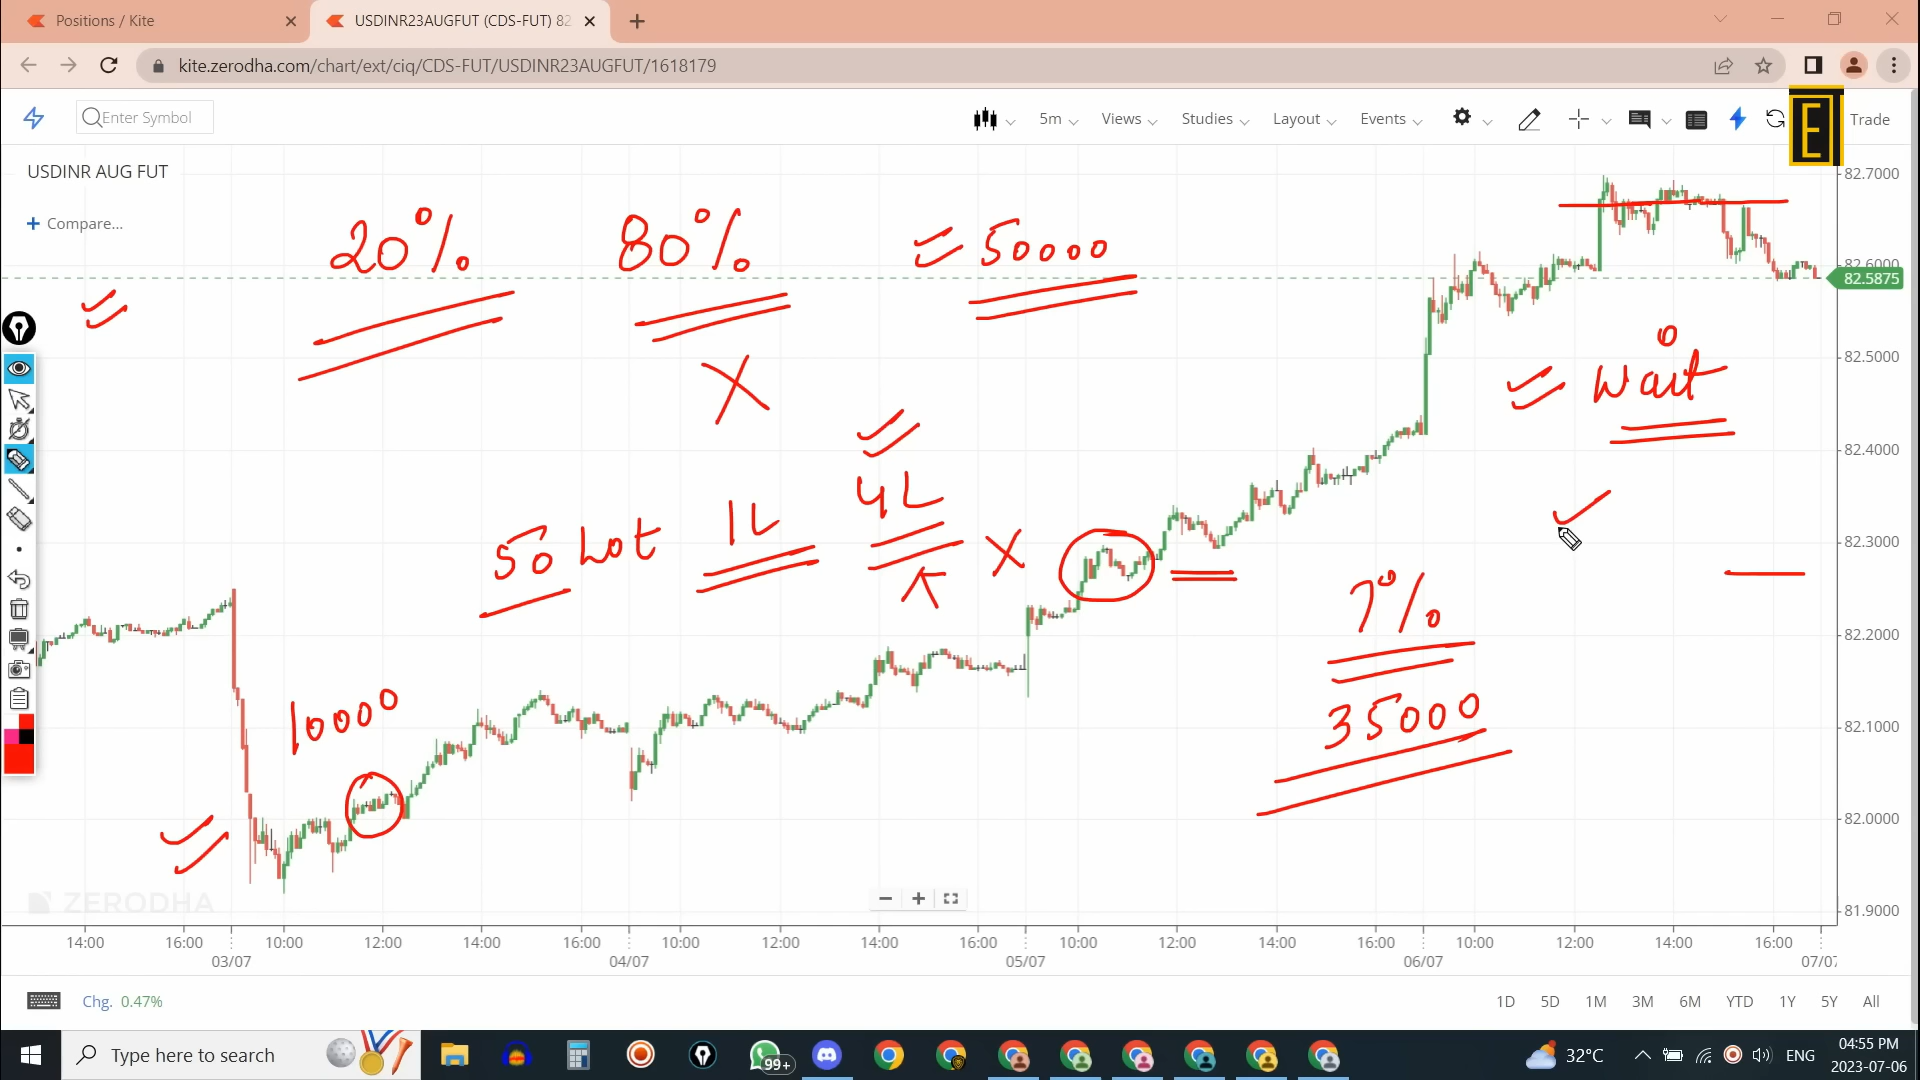 Positions / Kite
USDINR23AUGFUT (CDS-FUT) 82
kite.zerodha.com/chart/ext/ciq/CDS-FUT/USDINR23AUGFUT/1618179
Enter Symbol
5m
Views
Studies
Layout
Events
E
Trade
USDINR AUG FUT
Compare...
20%
80%
= 50000
82.7000
82.6000
82.5875
82.5000
82.4000
82.3000
82.2000
82.1000
82.0000
81.9000
Wait
50 Lot
1L
4L
X
7%
35000
10000
ZERODHA
14:00 16:00 10:00 12:00 14:00 16:00 10:00 12:00 14:00 16:00 10:00 12:00 14:00 16:00 10:00 12:00 14:00 16:00
03/07 04/07 05/07 06/07 07/07
Chg. 0.47%
1D 5D 1M 3M 6M YTD 1Y 5Y All
Type here to search
99+
32°C
ENG
04:55 PM
2023-07-06